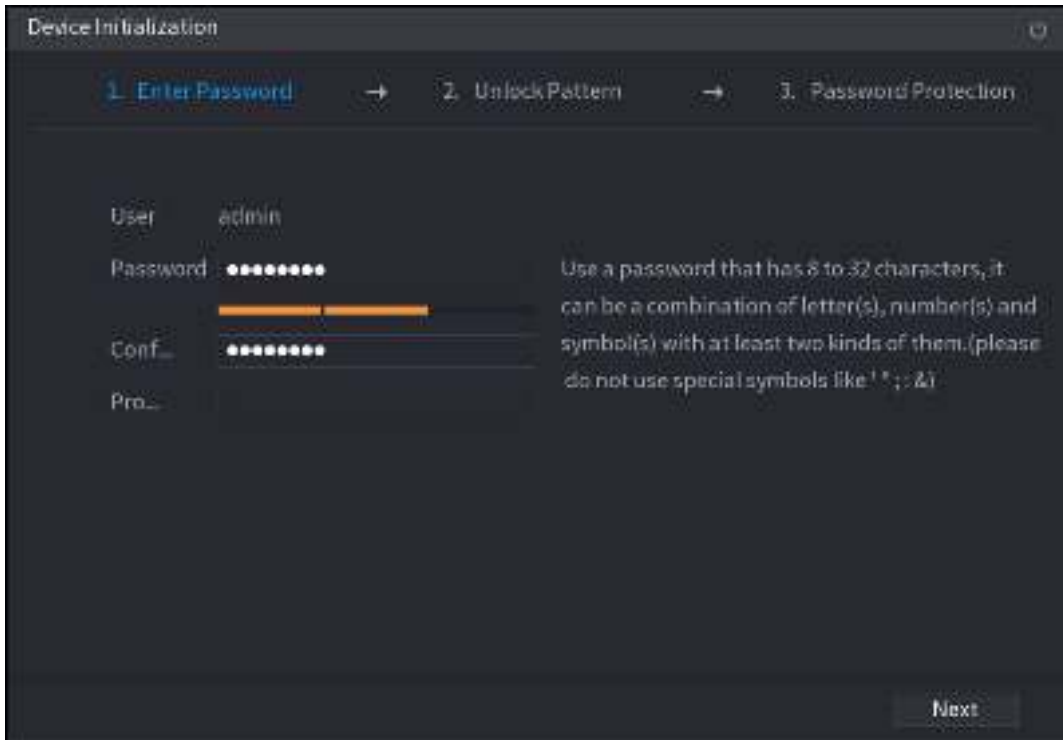 Device Initialization
1. Enter Password → 2. Unlock Pattern → 3. Password Protection
User admin
Password ●●●●●●●●
Use a password that has 8 to 32 characters, it
can be a combination of letter(s), number(s) and
Conf... ●●●●●●●●
symbol(s) with at least two kinds of them.(please
do not use special symbols like ' " ; : &)
Pro...
Next